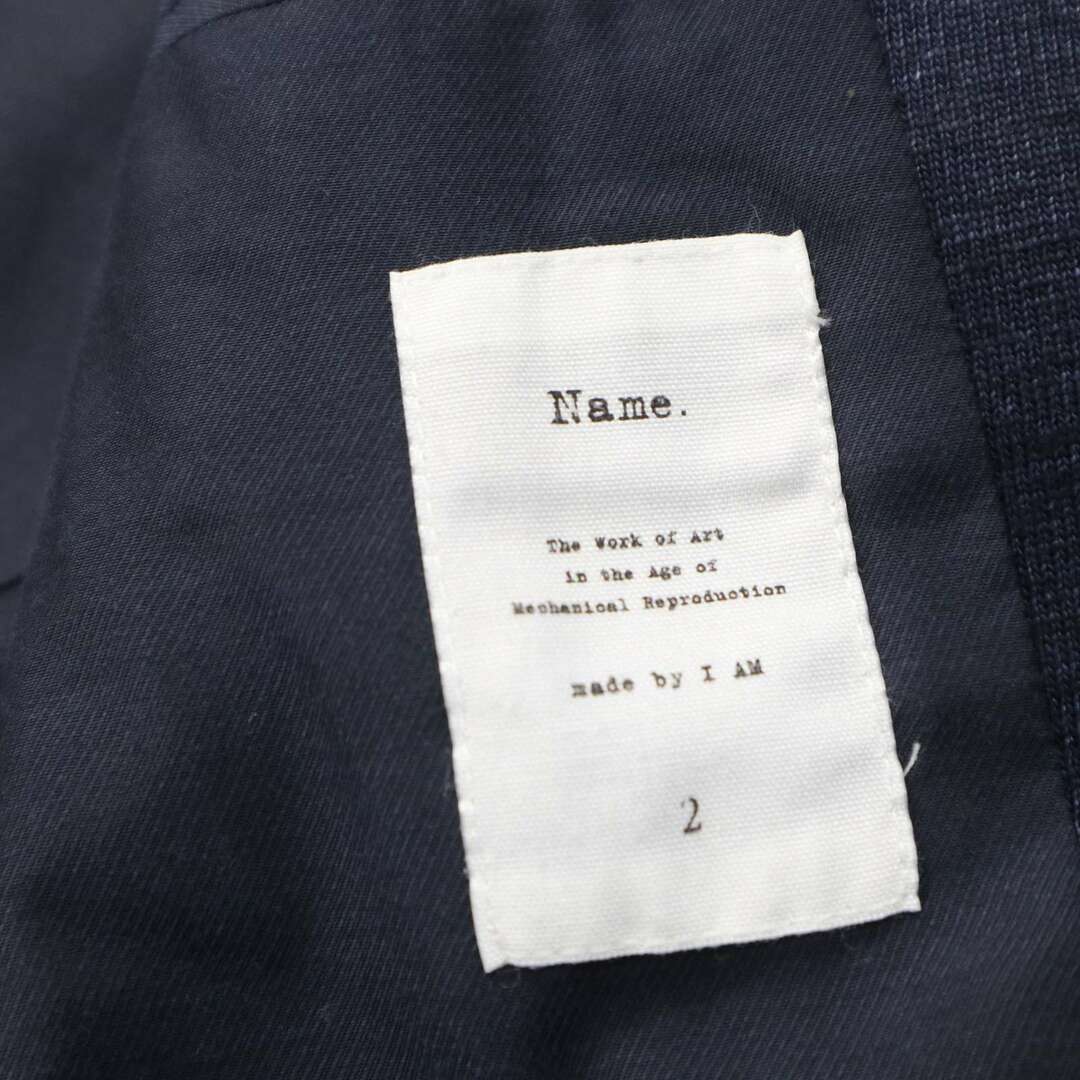 Name.
The Work of Art
in the Age of
Mechanical Reproduction
made by I AM
2